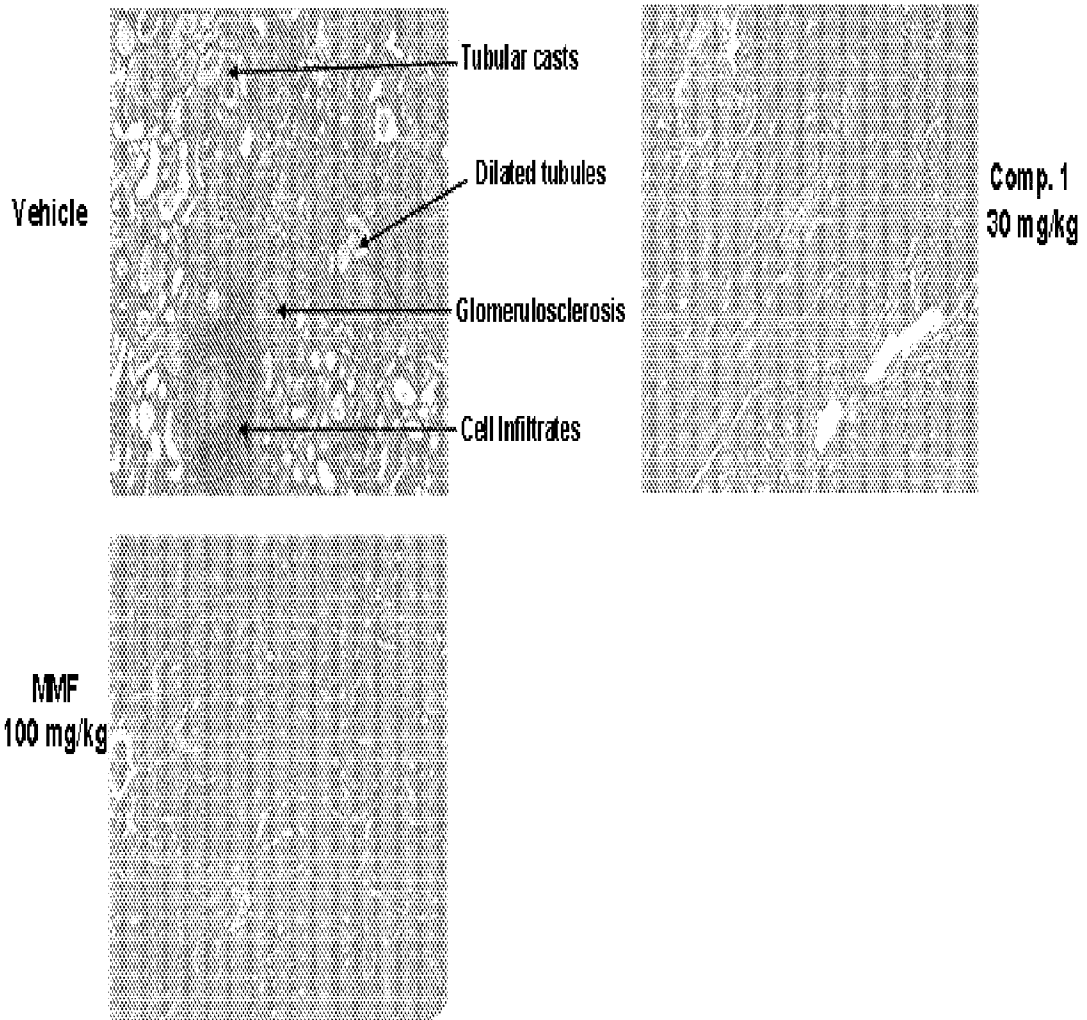 Tubular casts
Dilated tubules
Vehicle
Glomerulosclerosis
Cell Infiltrates
Comp. 1
30 mg/kg
MMF
100 mg/kg